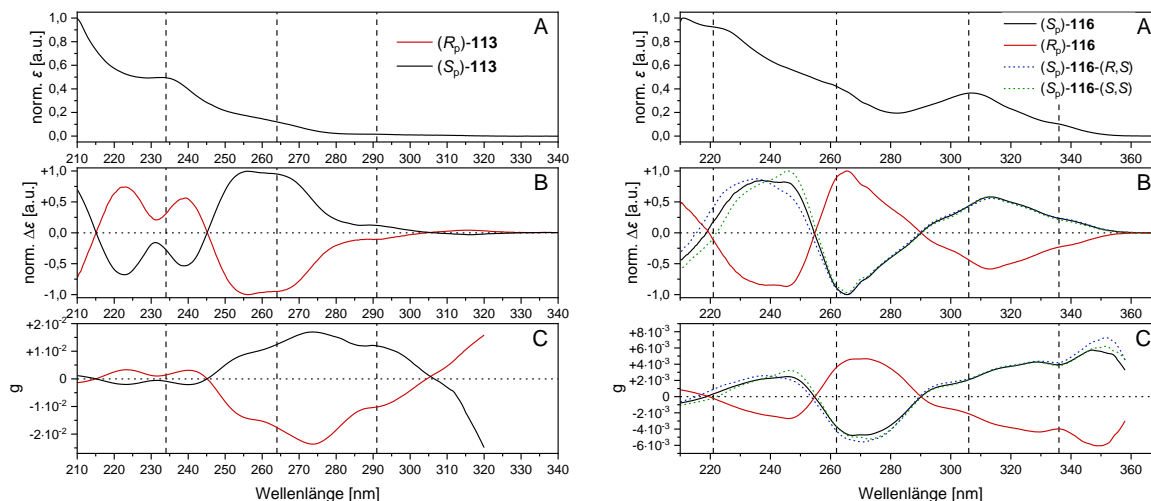 A
norm. ε [a.u.]
1,0
0,8
0,6
0,4
0,2
0,0
(Rp)-113
(Sp)-113
210 220 230 240 250 260 270 280 290 300 310 320 330 340
B
norm. Δε [a.u.]
+1,0
+0,5
0,0
-0,5
-1,0
210 220 230 240 250 260 270 280 290 300 310 320 330 340
C
g
+2·10-2
+1·10-2
0
-1·10-2
-2·10-2
210 220 230 240 250 260 270 280 290 300 310 320 330 340
Wellenlänge [nm]
A
norm. ε [a.u.]
1,0
0,8
0,6
0,4
0,2
0,0
(Sp)-116
(Rp)-116
(Sp)-116-(R,S)
(Sp)-116-(S,S)
220 240 260 280 300 320 340 360
B
norm. Δε [a.u.]
+1,0
+0,5
0,0
-0,5
-1,0
220 240 260 280 300 320 340 360
C
g
+8·10-3
+6·10-3
+4·10-3
+2·10-3
0
-2·10-3
-4·10-3
-6·10-3
220 240 260 280 300 320 340 360
Wellenlänge [nm]